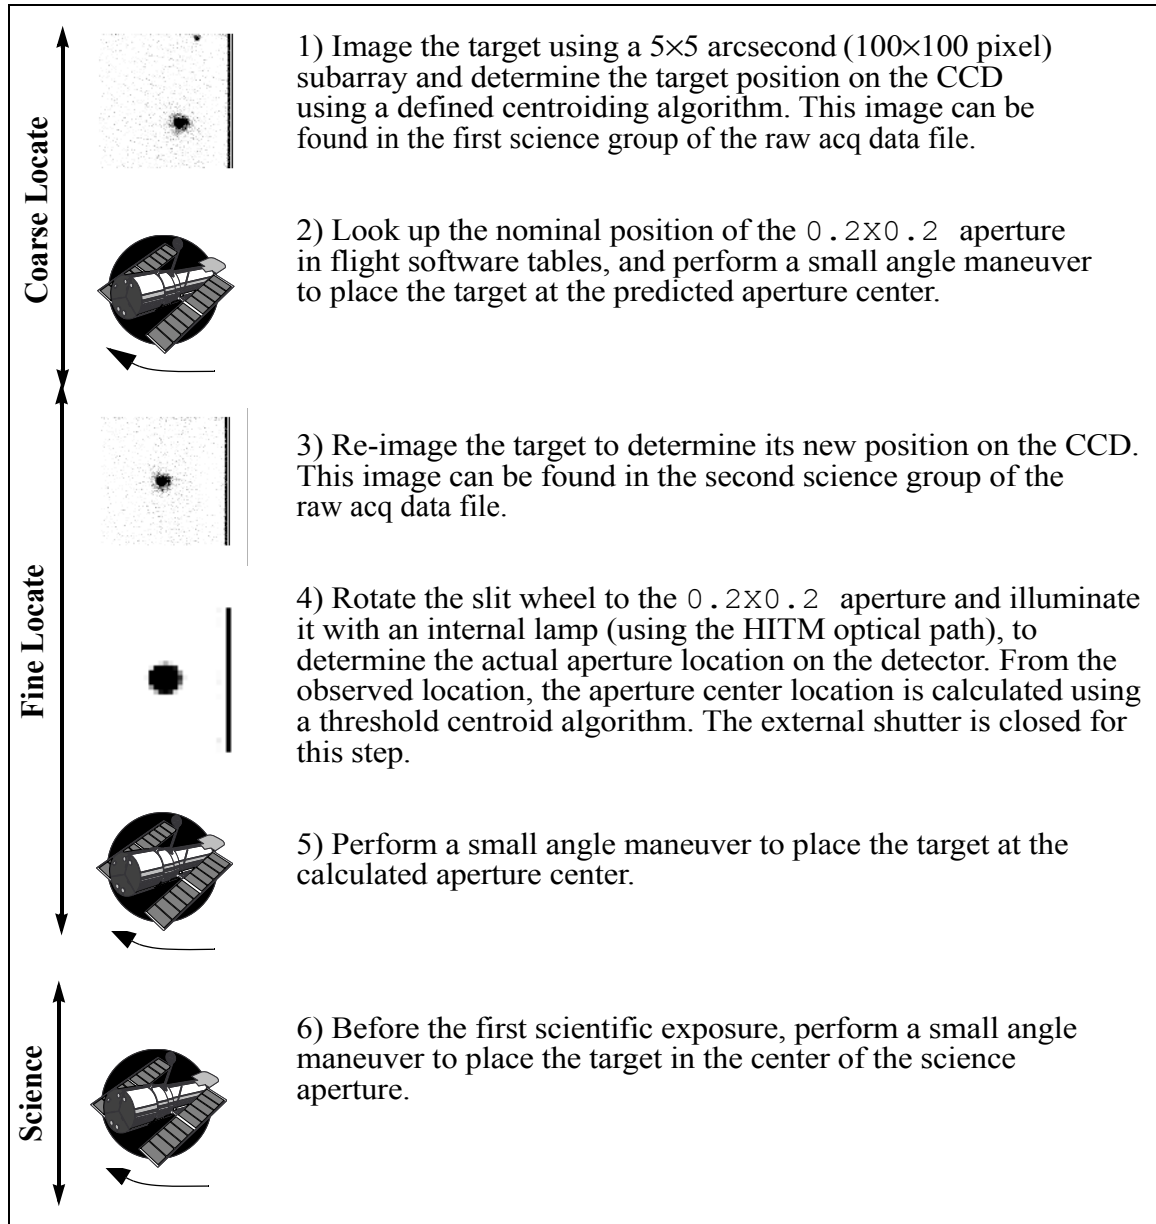 Coarse Locate
1) Image the target using a 5×5 arcsecond (100×100 pixel)
subarray and determine the target position on the CCD
using a defined centroiding algorithm. This image can be
found in the first science group of the raw acq data file.
2) Look up the nominal position of the 0.2X0.2 aperture
in flight software tables, and perform a small angle maneuver
to place the target at the predicted aperture center.
Fine Locate
3) Re-image the target to determine its new position on the CCD.
This image can be found in the second science group of the
raw acq data file.
4) Rotate the slit wheel to the 0.2X0.2 aperture and illuminate
it with an internal lamp (using the HITM optical path), to
determine the actual aperture location on the detector. From the
observed location, the aperture center location is calculated using
a threshold centroid algorithm. The external shutter is closed for
this step.
5) Perform a small angle maneuver to place the target at the
calculated aperture center.
Science
6) Before the first scientific exposure, perform a small angle
maneuver to place the target in the center of the science
aperture.